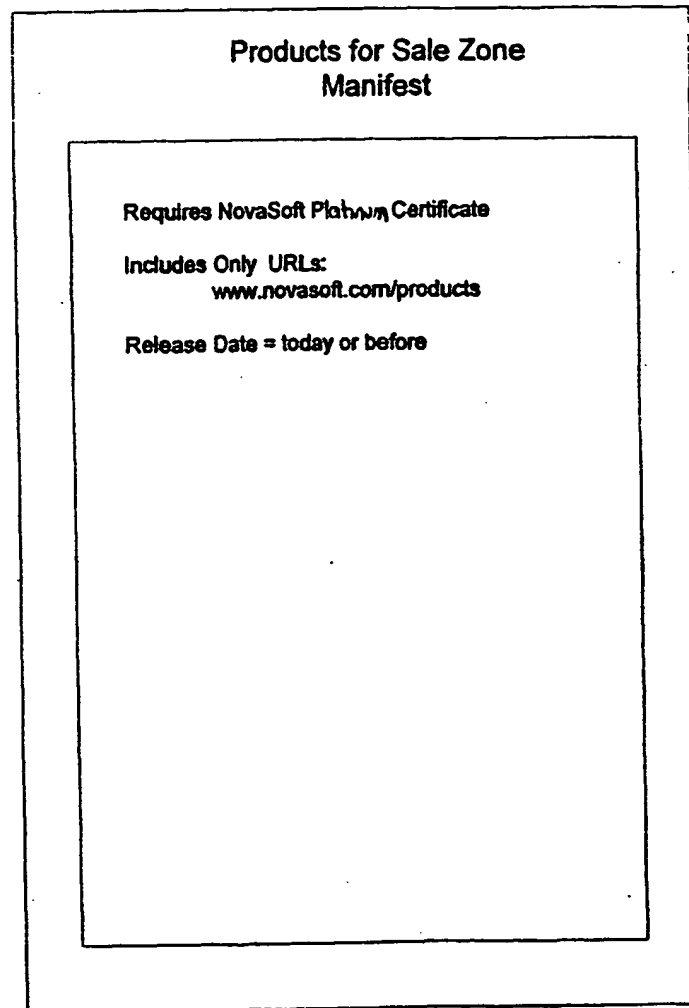 Products for Sale Zone
Manifest
Requires NovaSoft Platinum Certificate
Includes Only URLs:
www.novasoft.com/products
Release Date = today or before